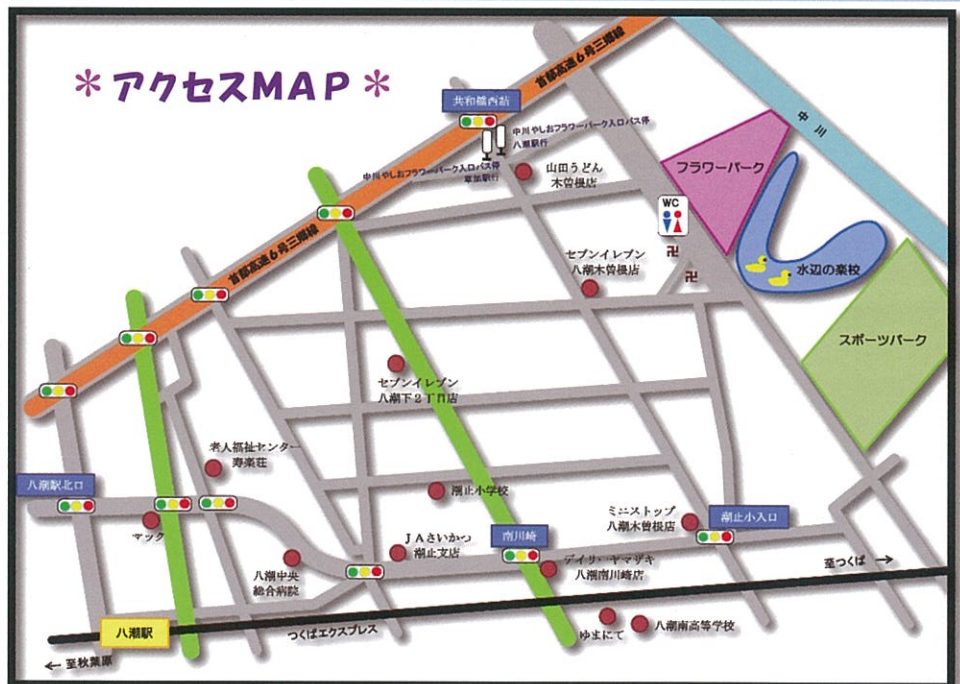 ＊アクセスMAP＊
首都高速6号三郷線
中川
共和橋西詰
中川やしおフラワーパーク入口バス停
八潮駅行
中川やしおフラワーパーク入口バス停
草加駅行
山田うどん
木曽根店
フラワーパーク
WC
卍
卍
首都高速6号三郷線
セブンイレブン
八潮木曽根店
水辺の楽校
スポーツパーク
セブンイレブン
八潮下2丁目店
老人福祉センター
寿楽荘
八潮駅北口
潮止小学校
マック
ミニストップ
八潮木曽根店
潮止小入口
JAさいかつ
潮止支店
南川崎
デイリーヤマザキ
八潮南川崎店
八潮中央
総合病院
至つくば →
八潮駅
つくばエクスプレス
ゆまにて
八潮南高等学校
← 至秋葉原